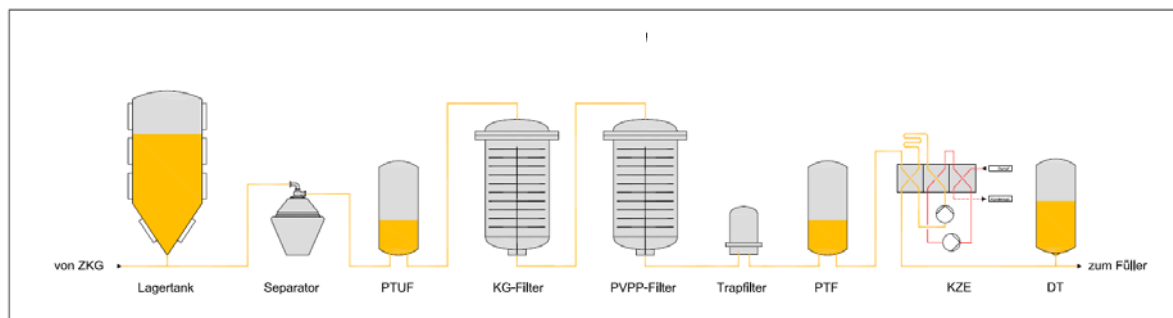 von ZKG
zum Füller
Lagertank
Separator
PTUF
KG-Filter
PVPP-Filter
Trapfilter
PTF
KZE
DT